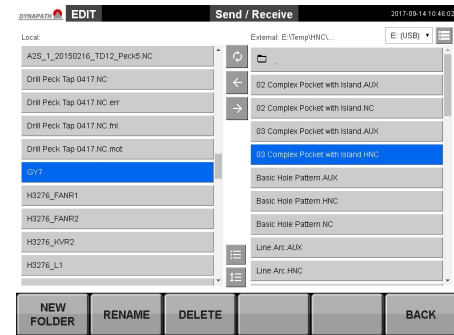 DYNAPATH EDIT Send / Receive 2017-09-14 10:46:02
Local: External: E:\Temp\HNC\... E: (USB)
A2S_1_20150216_TD12_Peck5.NC
Drill Peck Tap 0417.NC
Drill Peck Tap 0417.NC.err
Drill Peck Tap 0417.NC.fnl
Drill Peck Tap 0417.NC.mot
GY7
H3276_FANR1
H3276_FANR2
H3276_KVR2
H3276_L1
..
02 Complex Pocket with Island.AUX
02 Complex Pocket with Island.NC
03 Complex Pocket with Island.AUX
03 Complex Pocket with Island.HNC
Basic Hole Pattern.AUX
Basic Hole Pattern.HNC
Basic Hole Pattern.NC
Line Arc.AUX
Line Arc.HNC
NEW FOLDER RENAME DELETE BACK